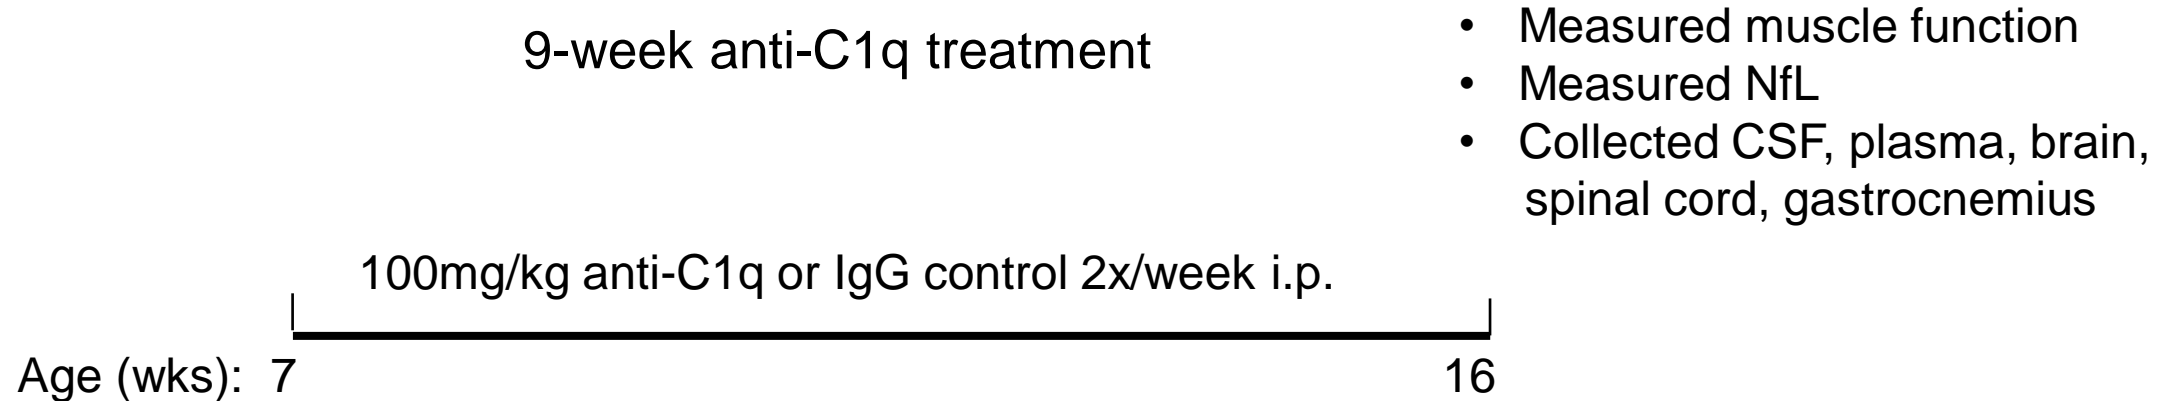 9-week anti-C1q treatment
• Measured muscle function
• Measured NfL
• Collected CSF, plasma, brain,
spinal cord, gastrocnemius
100mg/kg anti-C1q or IgG control 2x/week i.p.
Age (wks): 7 16